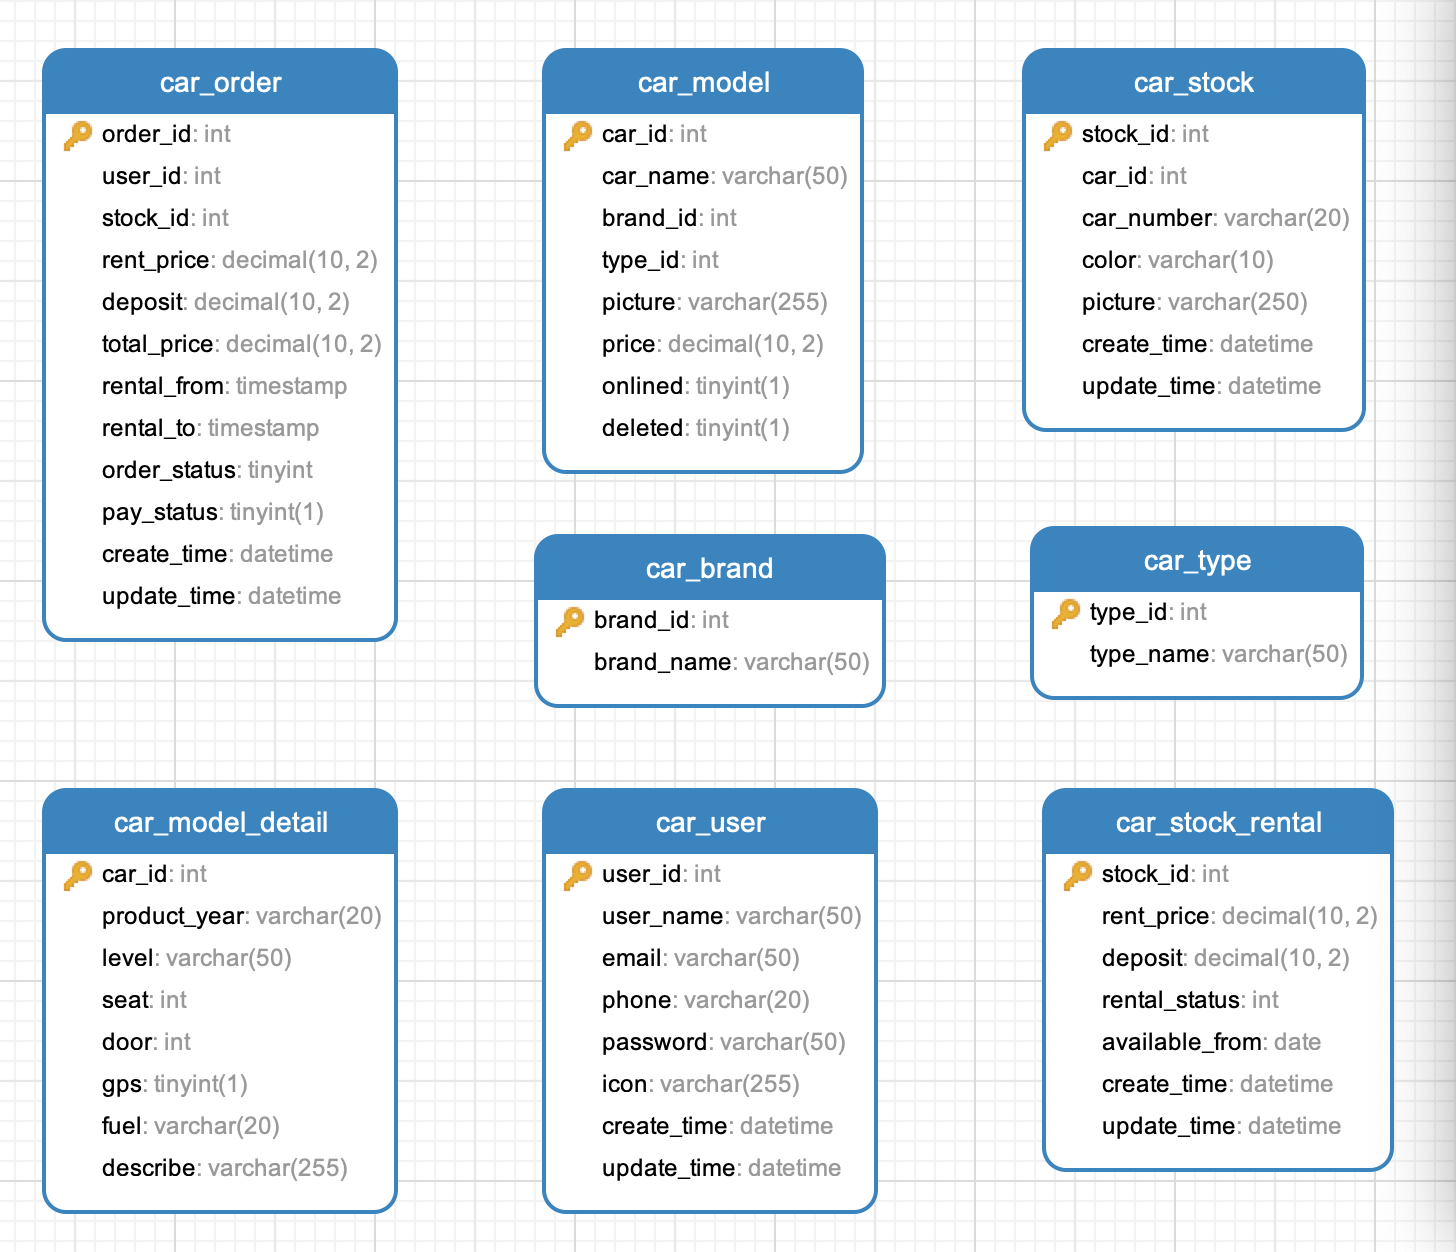 car_order
order_id: int
user_id: int
stock_id: int
rent_price: decimal(10, 2)
deposit: decimal(10, 2)
total_price: decimal(10, 2)
rental_from: timestamp
rental_to: timestamp
order_status: tinyint
pay_status: tinyint(1)
create_time: datetime
update_time: datetime
car_model
car_id: int
car_name: varchar(50)
brand_id: int
type_id: int
picture: varchar(255)
price: decimal(10, 2)
onlined: tinyint(1)
deleted: tinyint(1)
car_stock
stock_id: int
car_id: int
car_number: varchar(20)
color: varchar(10)
picture: varchar(250)
create_time: datetime
update_time: datetime
car_brand
brand_id: int
brand_name: varchar(50)
car_type
type_id: int
type_name: varchar(50)
car_model_detail
car_id: int
product_year: varchar(20)
level: varchar(50)
seat: int
door: int
gps: tinyint(1)
fuel: varchar(20)
describe: varchar(255)
car_user
user_id: int
user_name: varchar(50)
email: varchar(50)
phone: varchar(20)
password: varchar(50)
icon: varchar(255)
create_time: datetime
update_time: datetime
car_stock_rental
stock_id: int
rent_price: decimal(10, 2)
deposit: decimal(10, 2)
rental_status: int
available_from: date
create_time: datetime
update_time: datetime